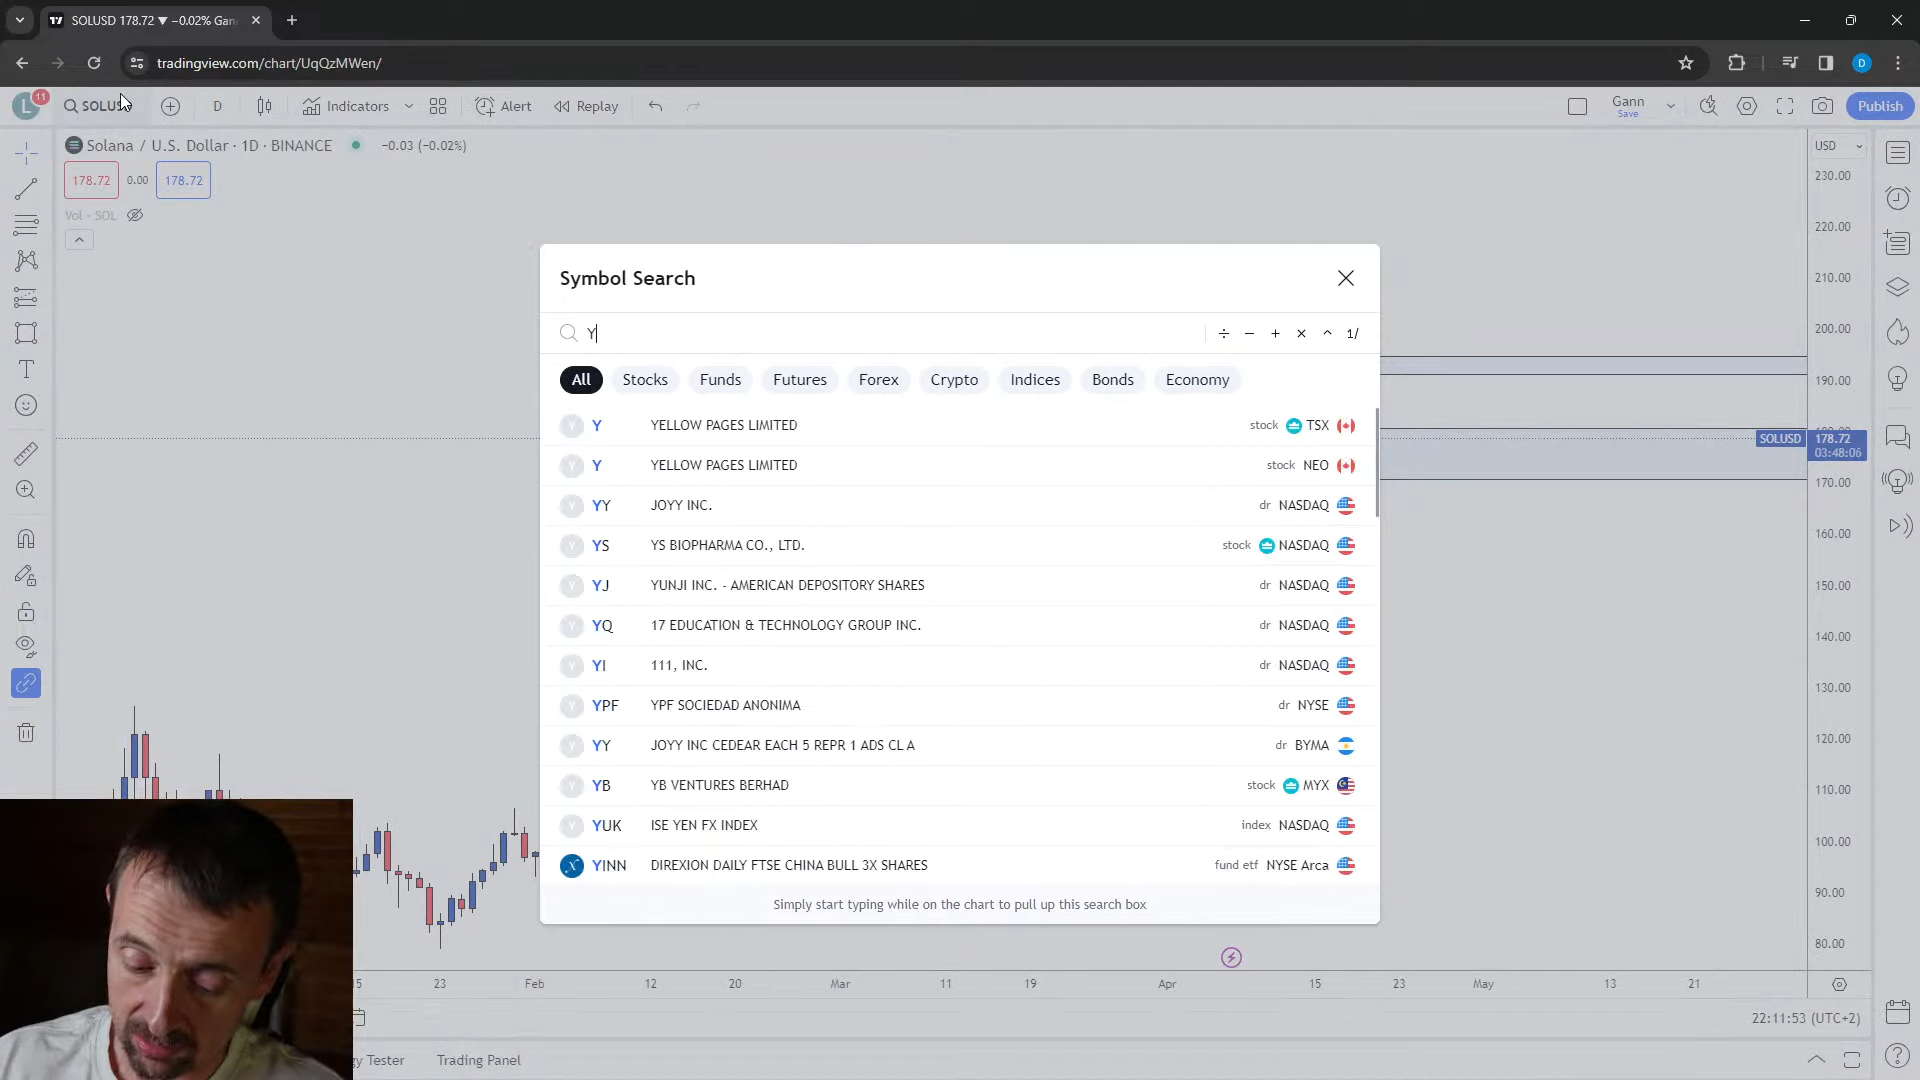 SOLUSD 178.72 ▼ −0.02% Gann
tradingview.com/chart/UqQzMWen/
L 11 SOLUSD D Indicators Alert Replay Gann Save Publish
Solana / U.S. Dollar · 1D · BINANCE −0.03 (−0.02%)
178.72 0.00 178.72
Vol · SOL
USD
230.00
220.00
210.00
200.00
190.00
SOLUSD 178.72
03:48:06
170.00
160.00
150.00
140.00
130.00
120.00
110.00
100.00
90.00
80.00
Symbol Search
Y ÷ − + × ^ 1/
All Stocks Funds Futures Forex Crypto Indices Bonds Economy
Y Y YELLOW PAGES LIMITED stock TSX
Y Y YELLOW PAGES LIMITED stock NEO
Y YY JOYY INC. dr NASDAQ
Y YS YS BIOPHARMA CO., LTD. stock NASDAQ
Y YJ YUNJI INC. - AMERICAN DEPOSITORY SHARES dr NASDAQ
Y YQ 17 EDUCATION & TECHNOLOGY GROUP INC. dr NASDAQ
Y YI 111, INC. dr NASDAQ
Y YPF YPF SOCIEDAD ANONIMA dr NYSE
Y YY JOYY INC CEDEAR EACH 5 REPR 1 ADS CL A dr BYMA
Y YB YB VENTURES BERHAD stock MYX
Y YUK ISE YEN FX INDEX index NASDAQ
YINN DIREXION DAILY FTSE CHINA BULL 3X SHARES fund etf NYSE Arca
Simply start typing while on the chart to pull up this search box
23 Feb 12 20 Mar 11 19 Apr 15 23 May 13 21
22:11:53 (UTC+2)
Tester Trading Panel
D